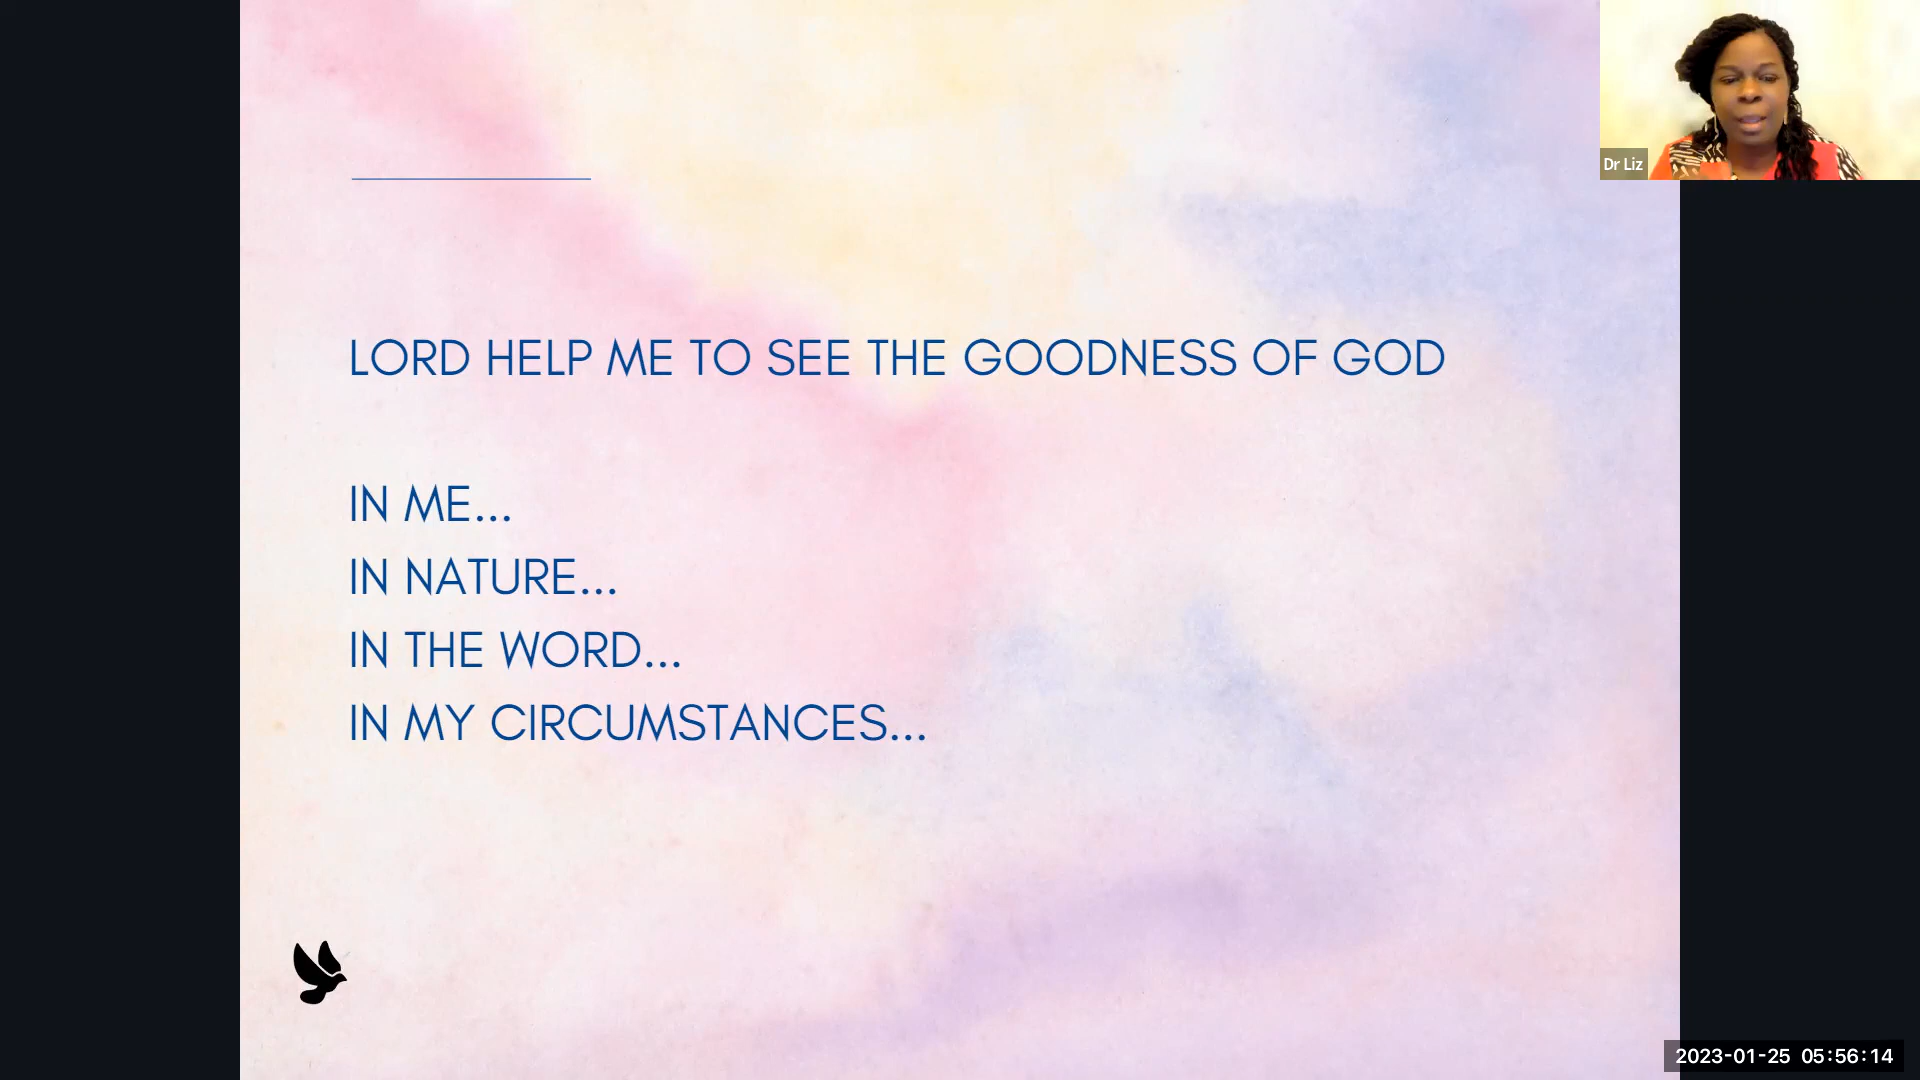 Dr Liz
LORD HELP ME TO SEE THE GOODNESS OF GOD
IN ME...
IN NATURE...
IN THE WORD...
IN MY CIRCUMSTANCES...
2023-01-25 05:56:14